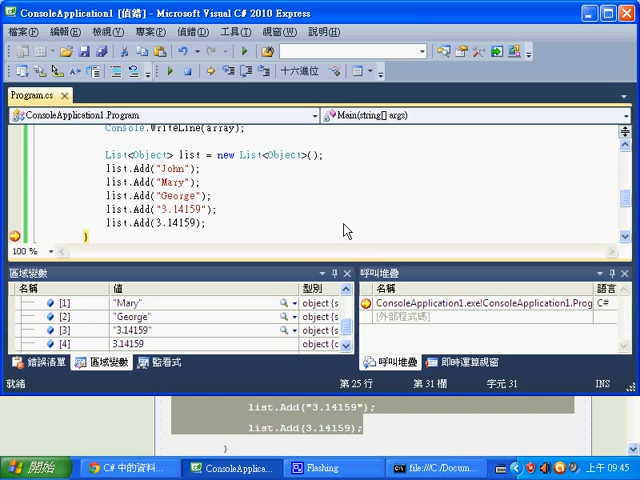 ConsoleApplication1 [偵錯] - Microsoft Visual C# 2010 Express
檔案(F) 編輯(E) 檢視(V) 專案(P) 偵錯(D) 工具(T) 視窗(W) 說明(H)
十六進位
Program.cs
ConsoleApplication1.Program Main(string[] args)
Console.WriteLine(array);
List<Object> list = new List<Object>();
list.Add("John");
list.Add("Mary");
list.Add("George");
list.Add("3.14159");
list.Add(3.14159);
}
100 %
區域變數 呼叫堆疊
名稱 值 型別 名稱 語言
[1] "Mary" object {s ConsoleApplication1.exe!ConsoleApplication1.Prog C#
[2] "George" object {s [外部程式碼]
[3] "3.14159" object {s
[4] 3.14159 object {d
錯誤清單 區域變數 監看式 呼叫堆疊 即時運算視窗
就緒 第 25 行 第 31 欄 字元 31 INS
list.Add("3.14159");
list.Add(3.14159);
}
開始 C# 中的資料... ConsoleApplica... Flashing file:///C:/Docum... 上午 09:45